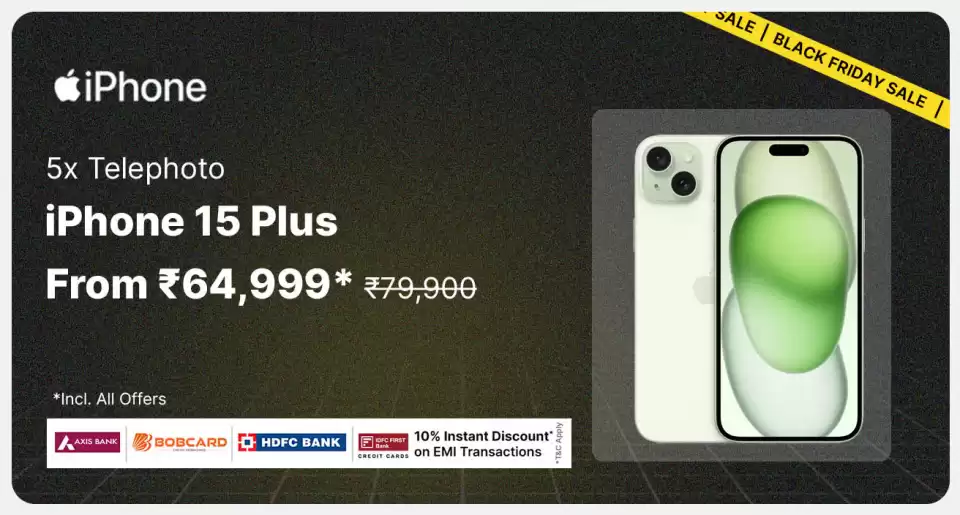 SALE | BLACK FRIDAY SALE |
iPhone
5x Telephoto
iPhone 15 Plus
From ₹64,999* ₹79,900
*Incl. All Offers
AXIS BANK
BOBCARD
HDFC BANK
IDFC FIRST
Bank
CREDIT CARDS
10% Instant Discount*
on EMI Transactions
*T&C Apply